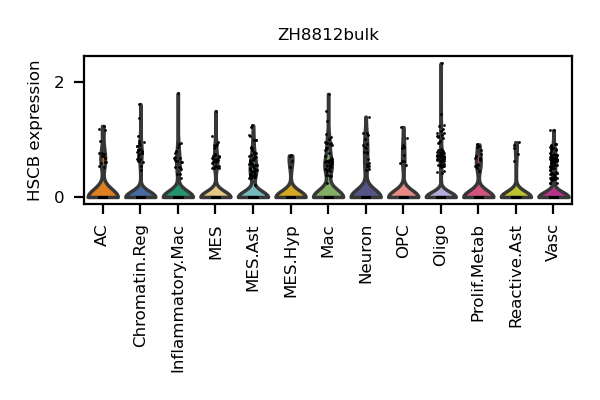 ZH8812bulk
HSCB expression
2
0
AC
Chromatin.Reg
Inflammatory.Mac
MES
MES.Ast
MES.Hyp
Mac
Neuron
OPC
Oligo
Prolif.Metab
Reactive.Ast
Vasc